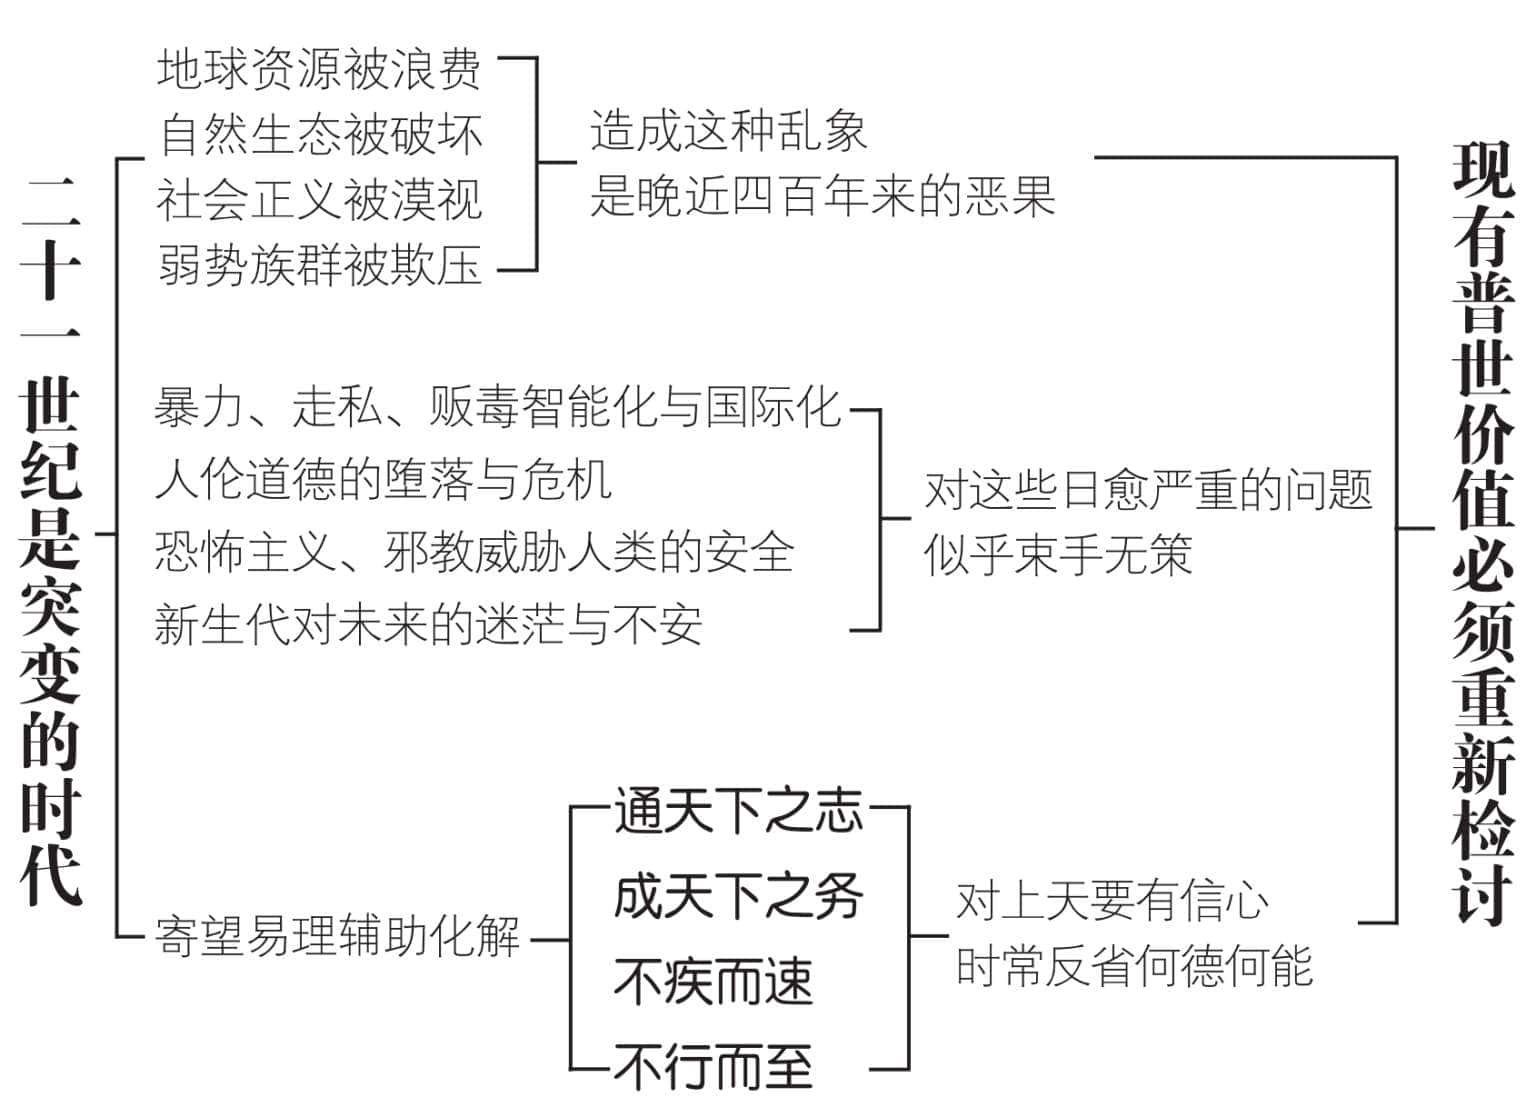 二十一世纪是突变的时代
地球资源被浪费
自然生态被破坏
社会正义被漠视
弱势族群被欺压
造成这种乱象
是晚近四百年来的恶果
暴力、走私、贩毒智能化与国际化
人伦道德的堕落与危机
恐怖主义、邪教威胁人类的安全
新生代对未来的迷茫与不安
对这些日愈严重的问题
似乎束手无策
寄望易理辅助化解
通天下之志
成天下之务
不疾而速
不行而至
对上天要有信心
时常反省何德何能
现有普世价值必须重新检讨